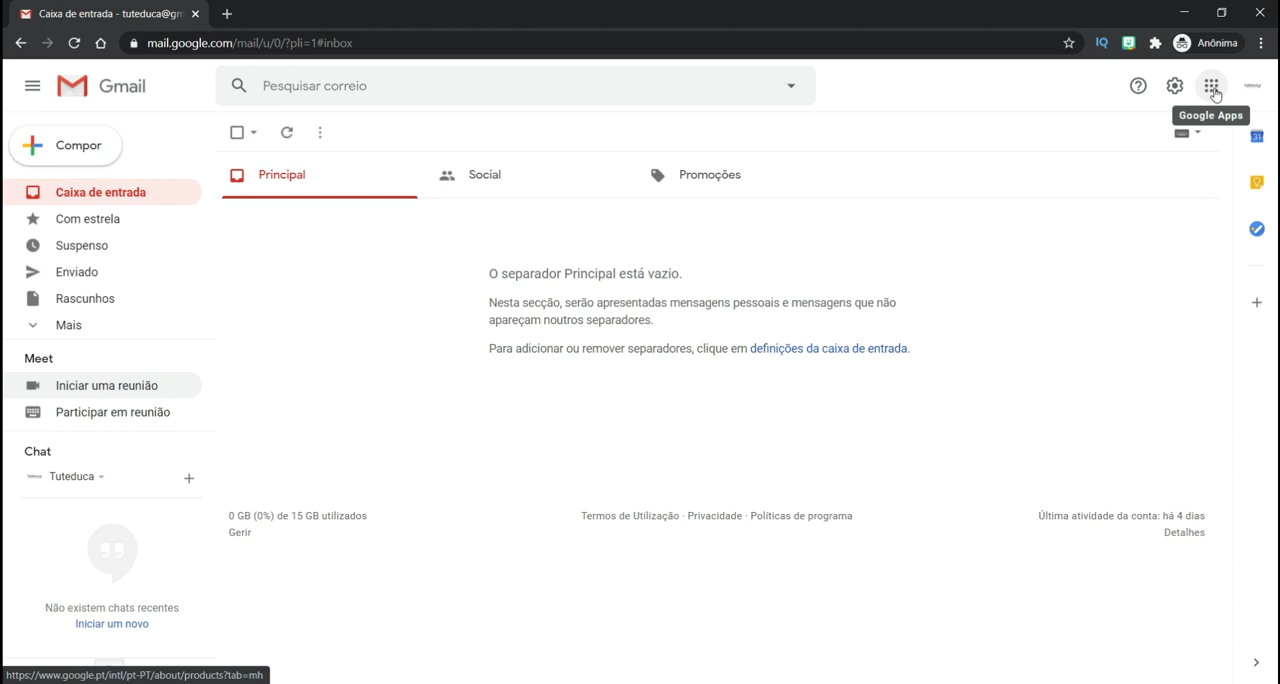 Caixa de entrada - tuteduca@gm
mail.google.com/mail/u/0/?pli=1#inbox
IQ
Anônima
Gmail
Pesquisar correio
Google Apps
Compor
31
Principal
Social
Promoções
Caixa de entrada
Com estrela
Suspenso
Enviado
Rascunhos
Mais
O separador Principal está vazio.
Nesta secção, serão apresentadas mensagens pessoais e mensagens que não
apareçam noutros separadores.
Para adicionar ou remover separadores, clique em definições da caixa de entrada.
Meet
Iniciar uma reunião
Participar em reunião
Chat
Tuteduca
0 GB (0%) de 15 GB utilizados
Gerir
Termos de Utilização · Privacidade · Políticas de programa
Última atividade da conta: há 4 dias
Detalhes
Não existem chats recentes
Iniciar um novo
https://www.google.pt/intl/pt-PT/about/products?tab=mh